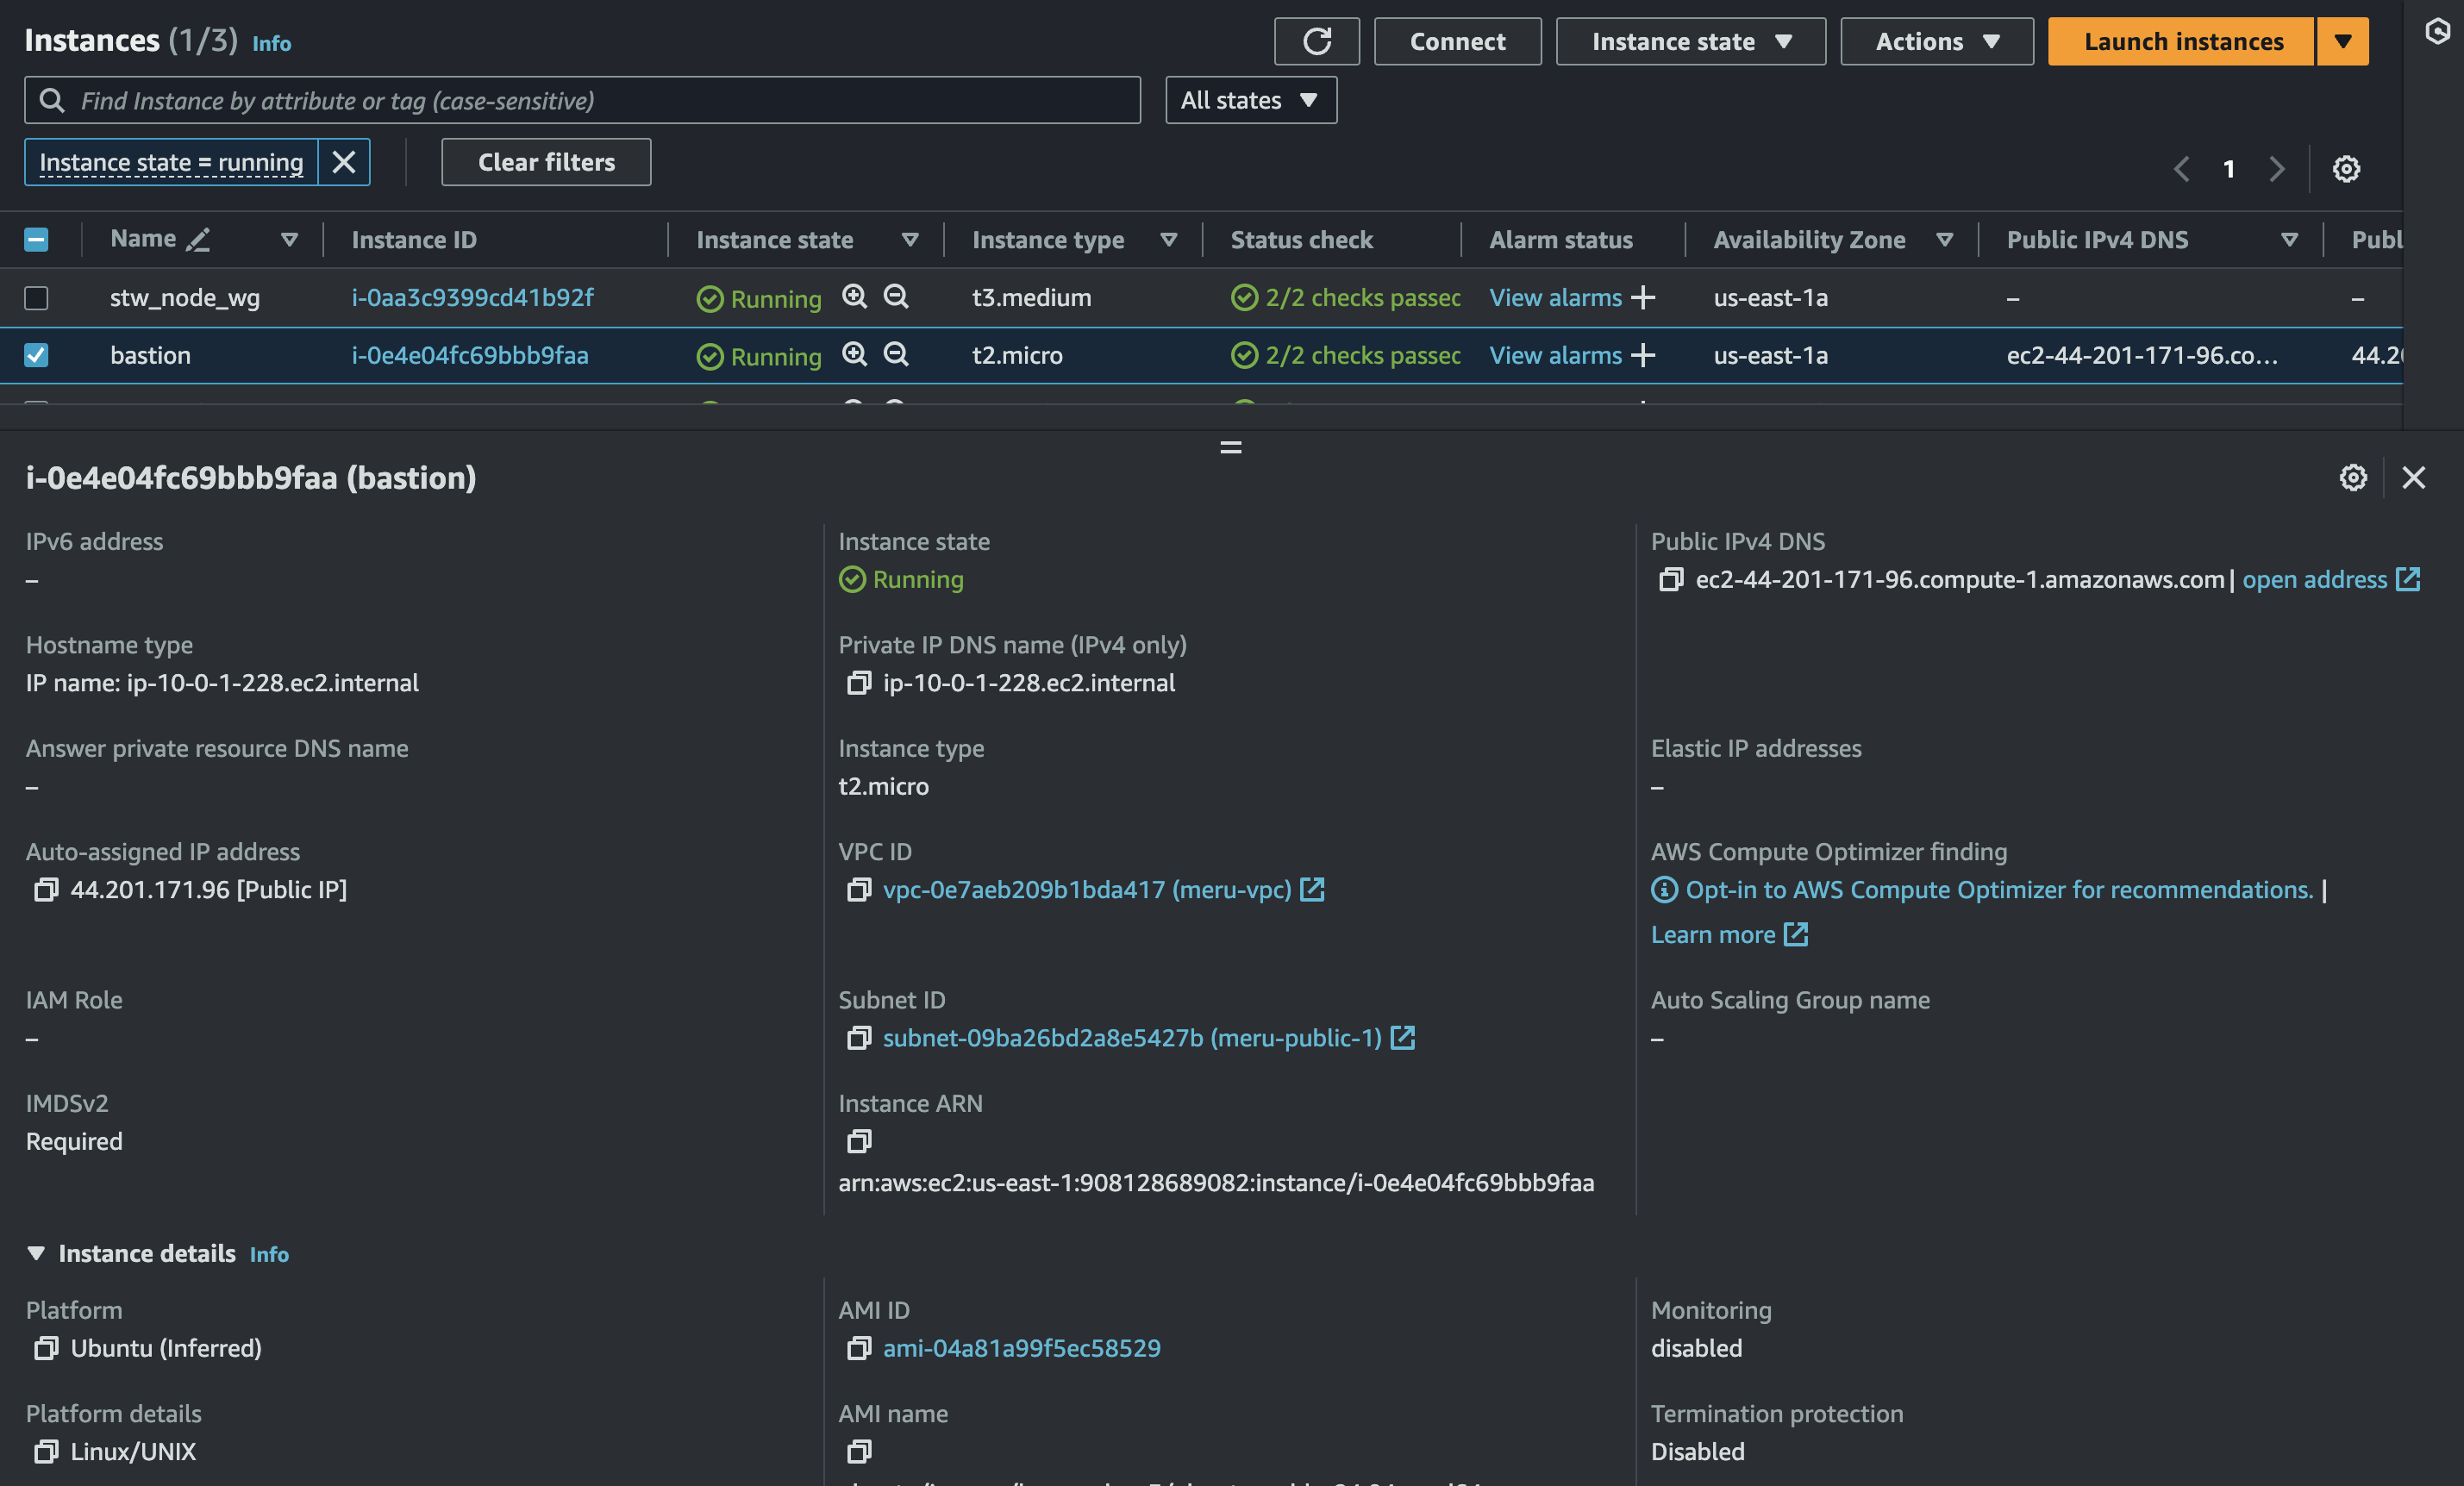 Instances (1/3) Info
Connect
Instance state
Actions
Launch instances
Find Instance by attribute or tag (case-sensitive)
All states
Instance state = running
Clear filters
1
Name Instance ID Instance state Instance type Status check Alarm status Availability Zone Public IPv4 DNS Publ
stw_node_wg i-0aa3c9399cd41b92f Running t3.medium 2/2 checks passec View alarms + us-east-1a – –
bastion i-0e4e04fc69bbb9faa Running t2.micro 2/2 checks passec View alarms + us-east-1a ec2-44-201-171-96.co... 44.20
i-0e4e04fc69bbb9faa (bastion)
IPv6 address
–
Instance state
Running
Public IPv4 DNS
ec2-44-201-171-96.compute-1.amazonaws.com | open address
Hostname type
IP name: ip-10-0-1-228.ec2.internal
Private IP DNS name (IPv4 only)
ip-10-0-1-228.ec2.internal
Answer private resource DNS name
–
Instance type
t2.micro
Elastic IP addresses
–
Auto-assigned IP address
44.201.171.96 [Public IP]
VPC ID
vpc-0e7aeb209b1bda417 (meru-vpc)
AWS Compute Optimizer finding
Opt-in to AWS Compute Optimizer for recommendations. |
Learn more
IAM Role
–
Subnet ID
subnet-09ba26bd2a8e5427b (meru-public-1)
Auto Scaling Group name
–
IMDSv2
Required
Instance ARN
arn:aws:ec2:us-east-1:908128689082:instance/i-0e4e04fc69bbb9faa
Instance details Info
Platform
Ubuntu (Inferred)
AMI ID
ami-04a81a99f5ec58529
Monitoring
disabled
Platform details
Linux/UNIX
AMI name
Termination protection
Disabled